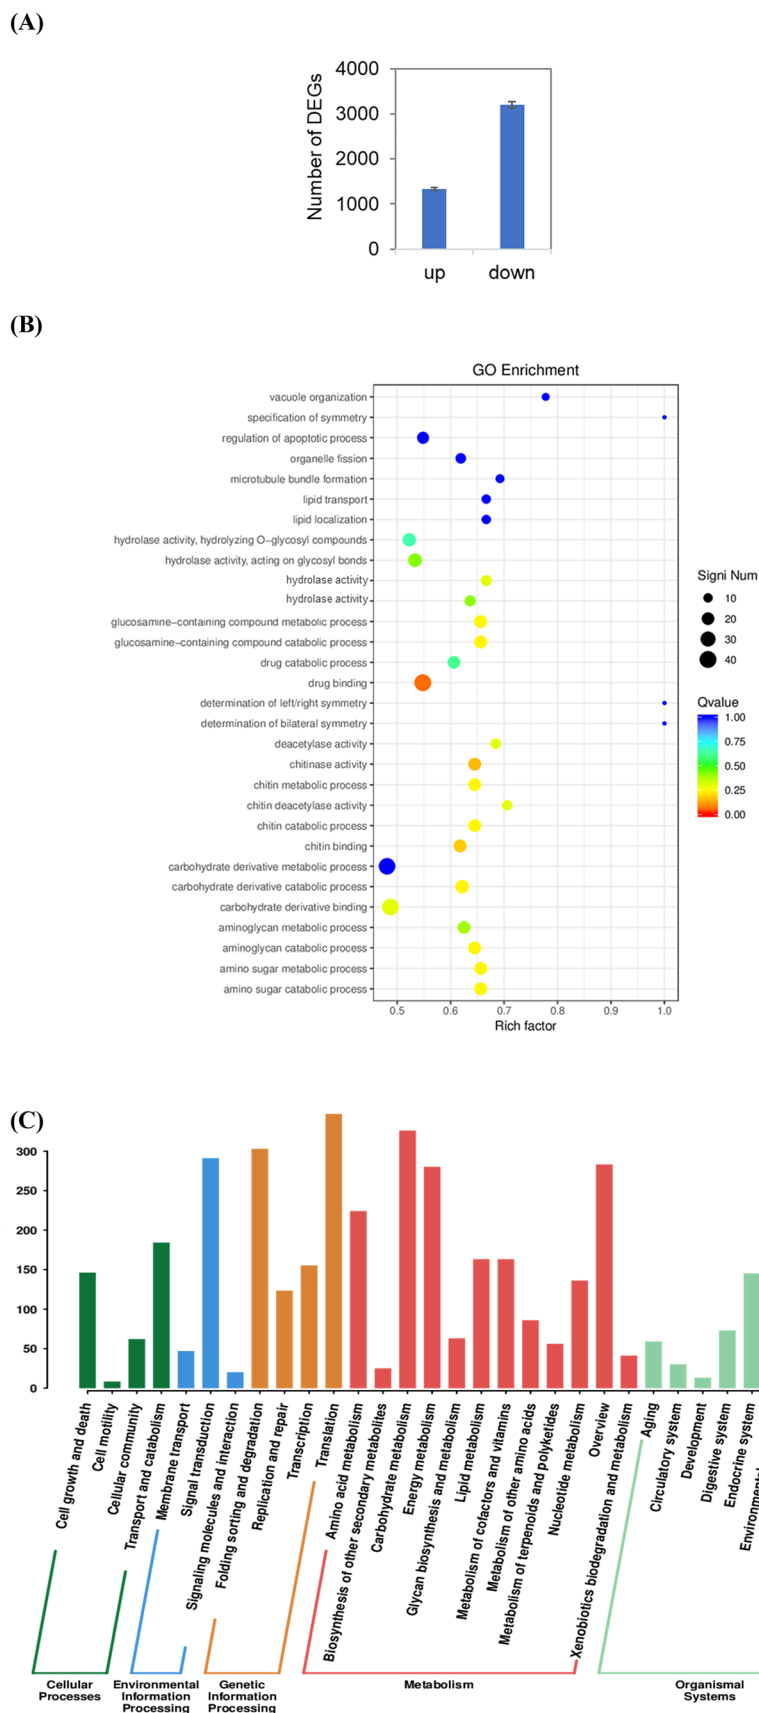 (A)
Number of DEGs
4000
3000
2000
1000
0
up
down
(B)
GO Enrichment
vacuole organization
specification of symmetry
regulation of apoptotic process
organelle fission
microtubule bundle formation
lipid transport
lipid localization
hydrolase activity, hydrolyzing O−glycosyl compounds
hydrolase activity, acting on glycosyl bonds
hydrolase activity
hydrolase activity
glucosamine−containing compound metabolic process
glucosamine−containing compound catabolic process
drug catabolic process
drug binding
determination of left/right symmetry
determination of bilateral symmetry
deacetylase activity
chitinase activity
chitin metabolic process
chitin deacetylase activity
chitin catabolic process
chitin binding
carbohydrate derivative metabolic process
carbohydrate derivative catabolic process
carbohydrate derivative binding
aminoglycan metabolic process
aminoglycan catabolic process
amino sugar metabolic process
amino sugar catabolic process
0.5
0.6
0.7
0.8
0.9
1.0
Rich factor
Signi Num
10
20
30
40
Qvalue
1.00
0.75
0.50
0.25
0.00
(C)
300
250
200
150
100
50
0
Cell growth and death
Cell motility
Cellular community
Transport and catabolism
Membrane transport
Signal transduction
Signaling molecules and interaction
Folding sorting and degradation
Replication and repair
Transcription
Translation
Amino acid metabolism
Biosynthesis of other secondary metabolites
Carbohydrate metabolism
Energy metabolism
Glycan biosynthesis and metabolism
Lipid metabolism
Metabolism of cofactors and vitamins
Metabolism of other amino acids
Metabolism of terpenoids and polyketides
Nucleotide metabolism
Overview
Xenobiotics biodegradation and metabolism
Aging
Circulatory system
Development
Digestive system
Endocrine system
Environmental
Cellular
Processes
Environmental
Information
Processing
Genetic
Information
Processing
Metabolism
Organismal
Systems